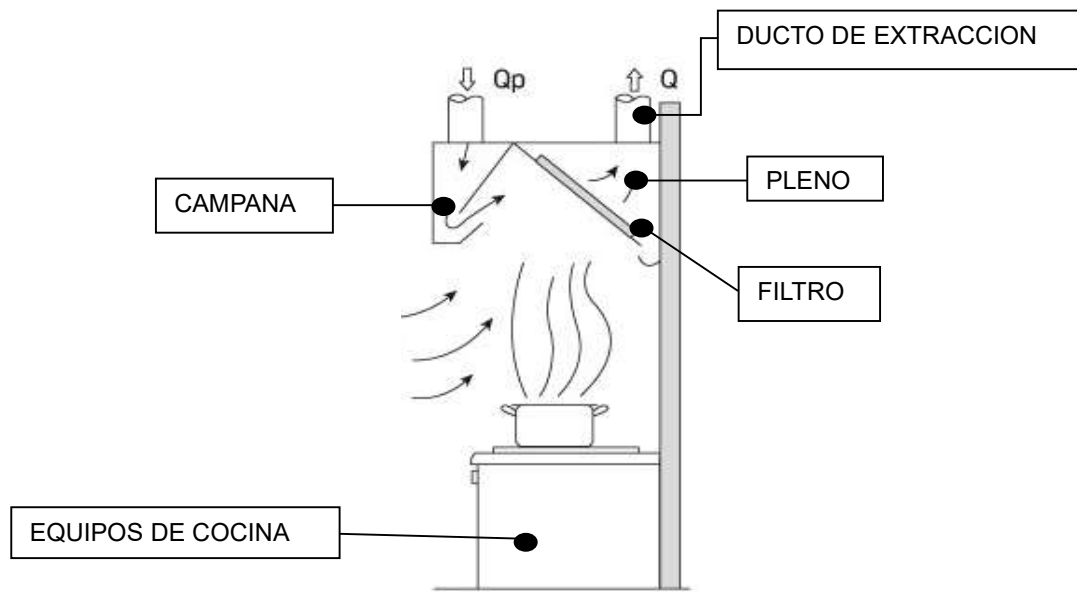 DUCTO DE EXTRACCION
Qp
Q
CAMPANA
PLENO
FILTRO
EQUIPOS DE COCINA